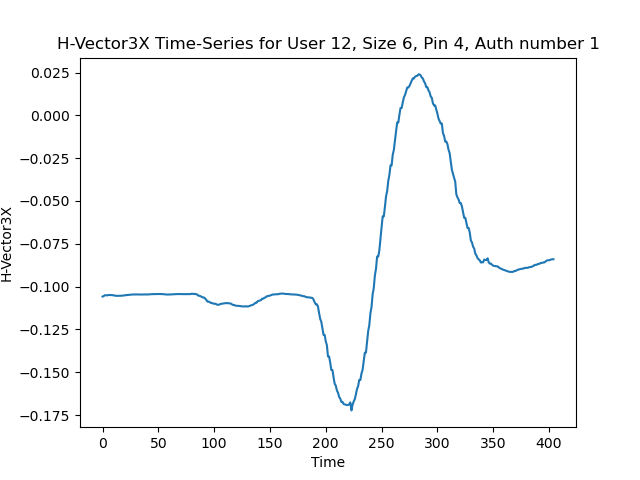 H-Vector3X Time-Series for User 12, Size 6, Pin 4, Auth number 1
0.025
0.000
−0.025
−0.050
−0.075
−0.100
−0.125
−0.150
−0.175
H-Vector3X
0 50 100 150 200 250 300 350 400
Time